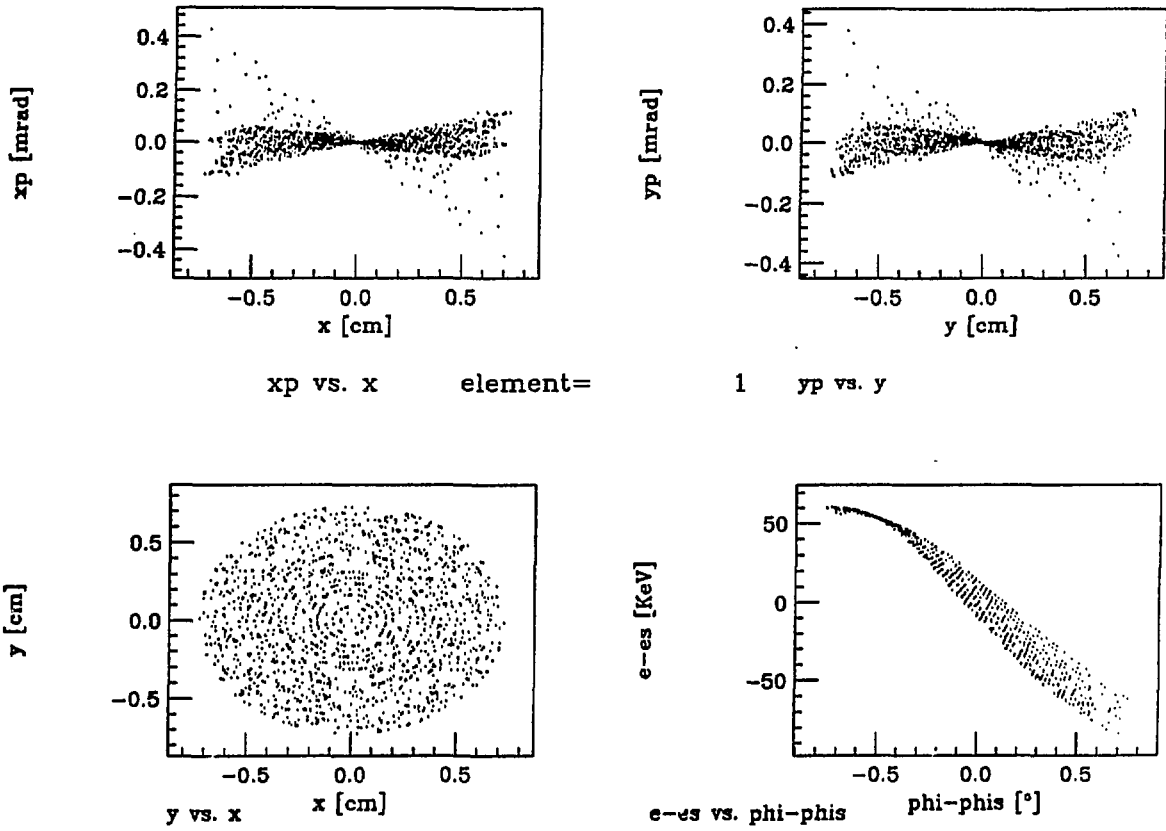 0.4
0.2
0.0
−0.2
−0.4
xp [mrad]
−0.5 0.0 0.5
x [cm]
0.4
0.2
0.0
−0.2
−0.4
yp [mrad]
−0.5 0.0 0.5
y [cm]
xp vs. x element= 1 yp vs. y
0.5
0.0
−0.5
y [cm]
−0.5 0.0 0.5
x [cm]
y vs. x
50
0
−50
e−es [KeV]
−0.5 0.0 0.5
phi−phis [°]
e−es vs. phi−phis